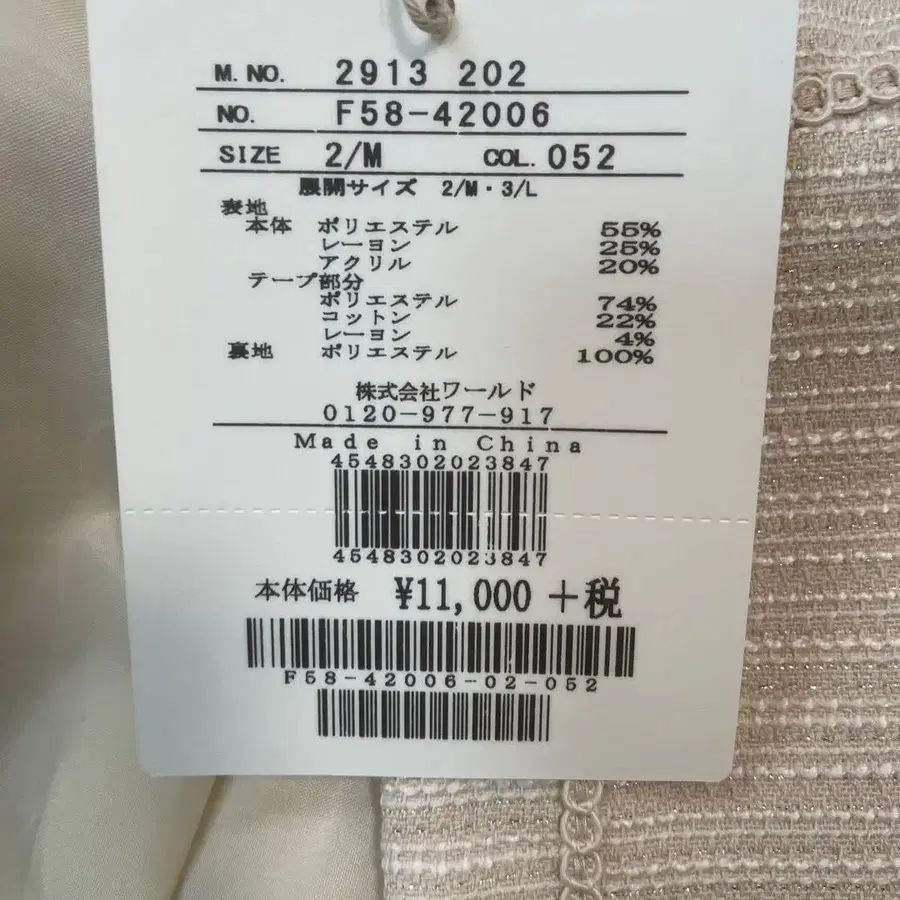 M. NO. 2913 202
NO. F58-42006
SIZE 2/M COL. 052
展開サイズ 2/M・3/L
表地
本体 ポリエステル 55%
レーヨン 25%
アクリル 20%
テープ部分
ポリエステル 74%
コットン 22%
レーヨン 4%
裏地 ポリエステル 100%
株式会社ワールド
0120-977-917
Made in China
4548302023847
4548302023847
本体価格 ¥11,000 +税
F58-42006-02-052